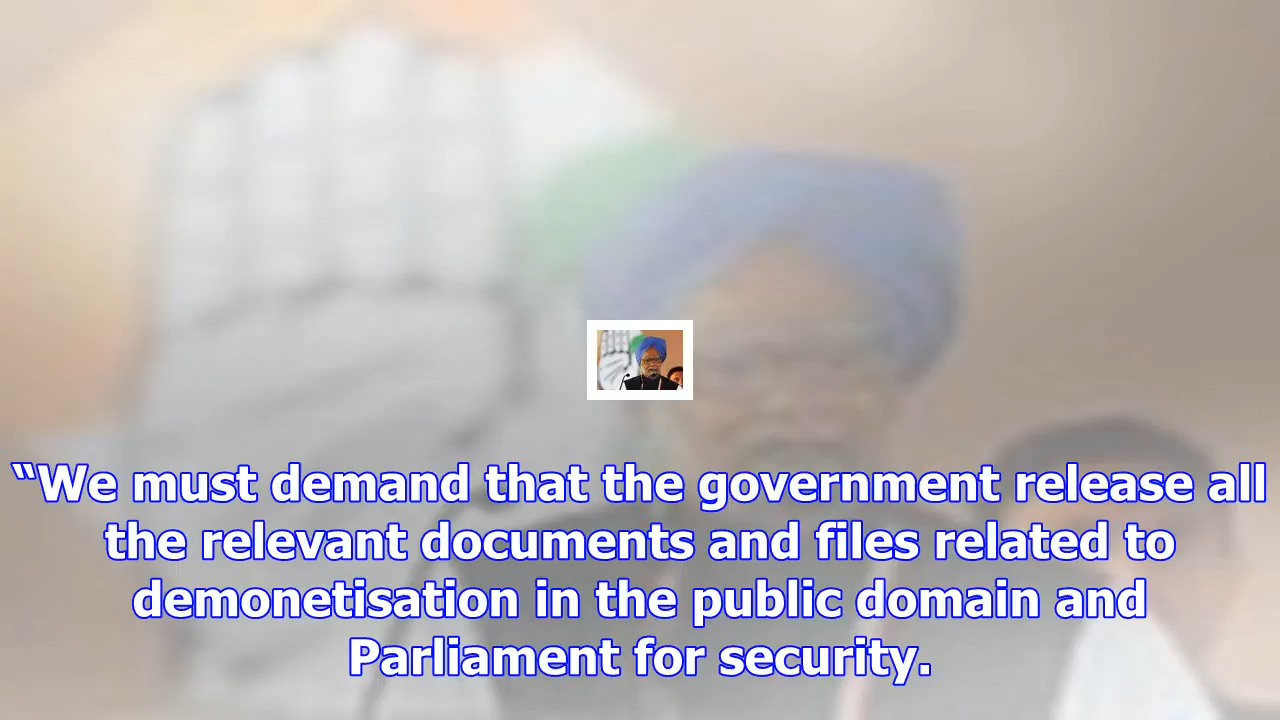 “We must demand that the government release all
the relevant documents and files related to
demonetisation in the public domain and
Parliament for security.